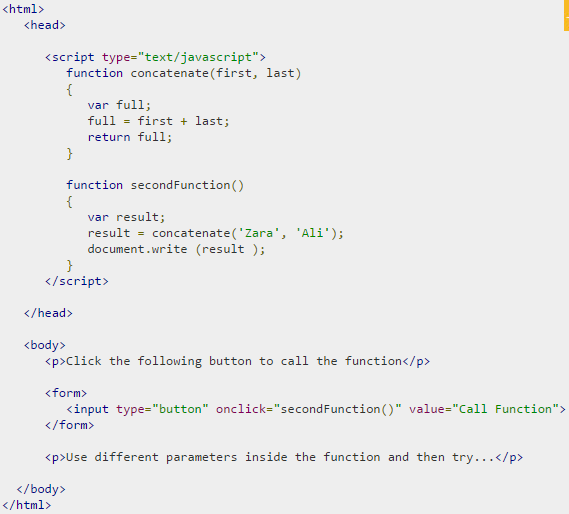 <html>
<head>
<script type="text/javascript">
function concatenate(first, last)
{
var full;
full = first + last;
return full;
}
function secondFunction()
{
var result;
result = concatenate('Zara', 'Ali');
document.write (result );
}
</script>
</head>
<body>
<p>Click the following button to call the function</p>
<form>
<input type="button" onclick="secondFunction()" value="Call Function">
</form>
<p>Use different parameters inside the function and then try...</p>
</body>
</html>